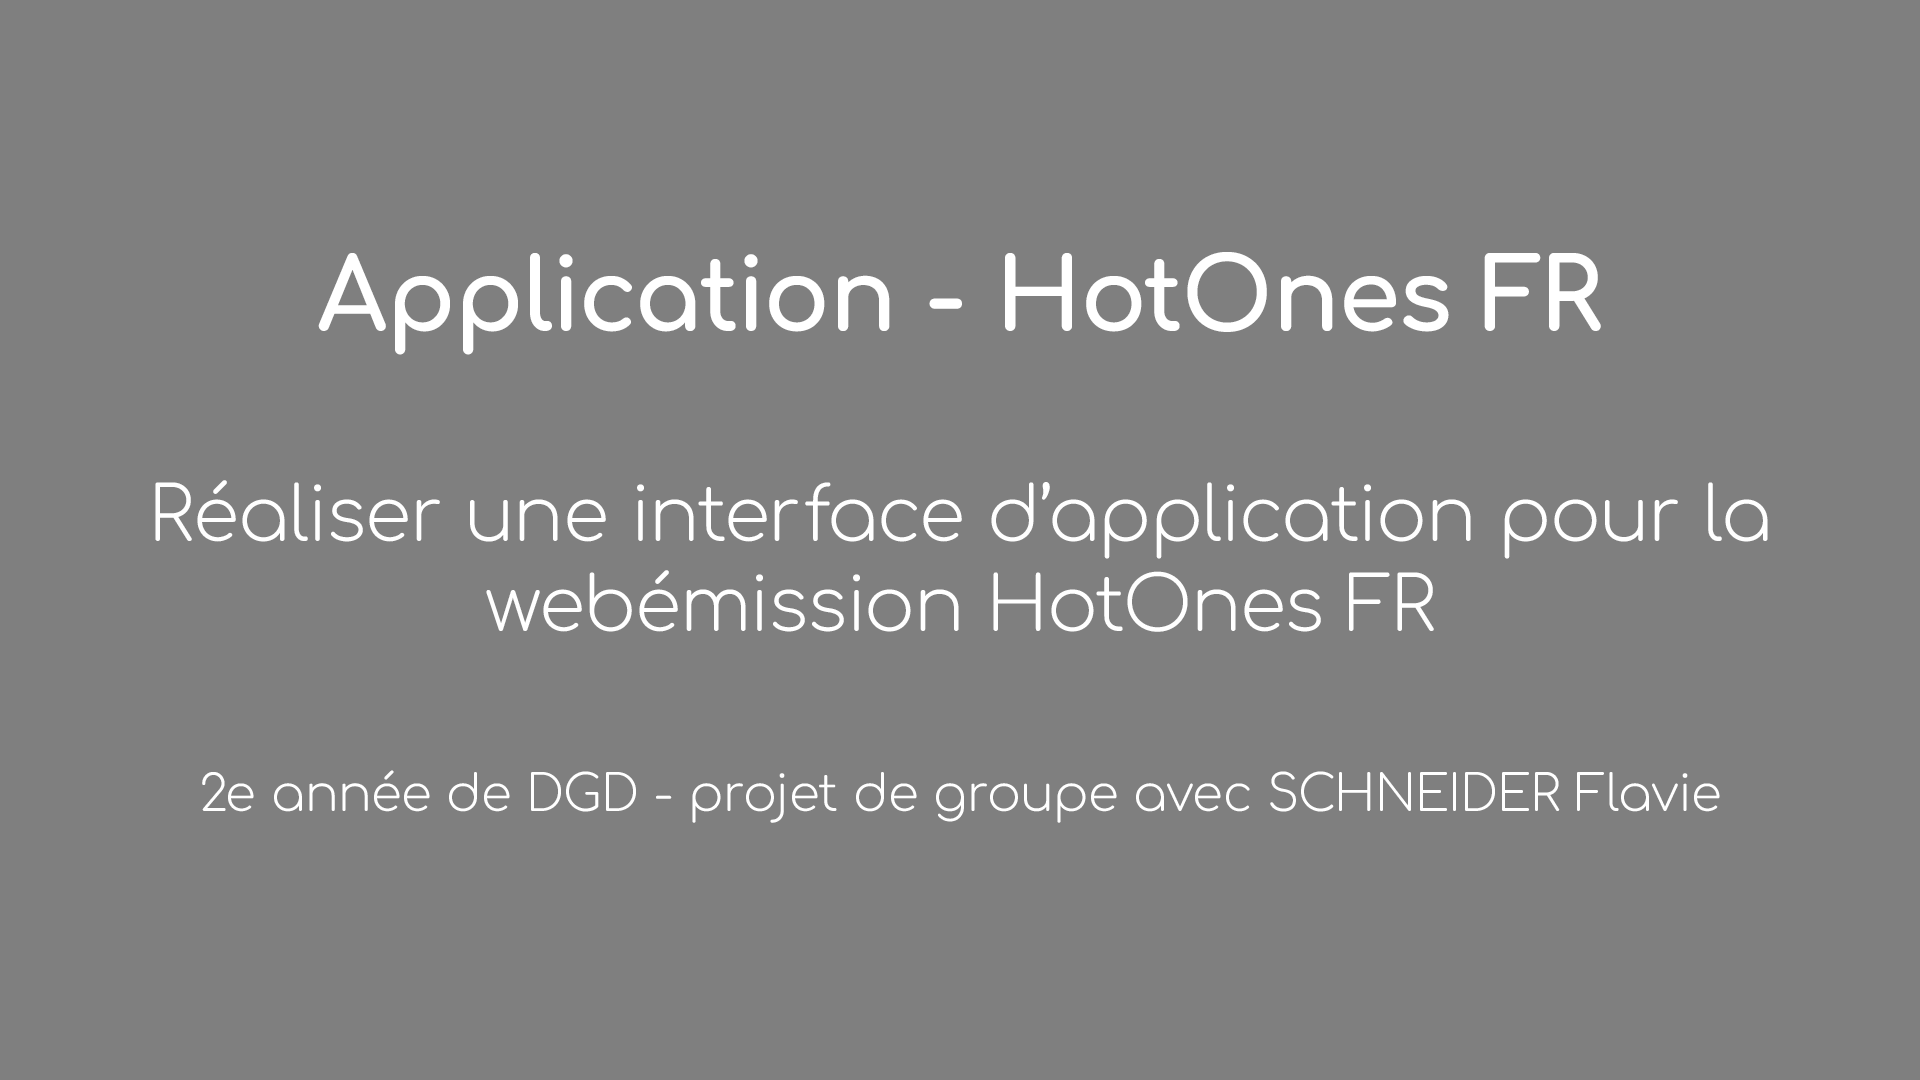 Application - HotOnes FR
Réaliser une interface d’application pour la
webémission HotOnes FR
2e année de DGD - projet de groupe avec SCHNEIDER Flavie